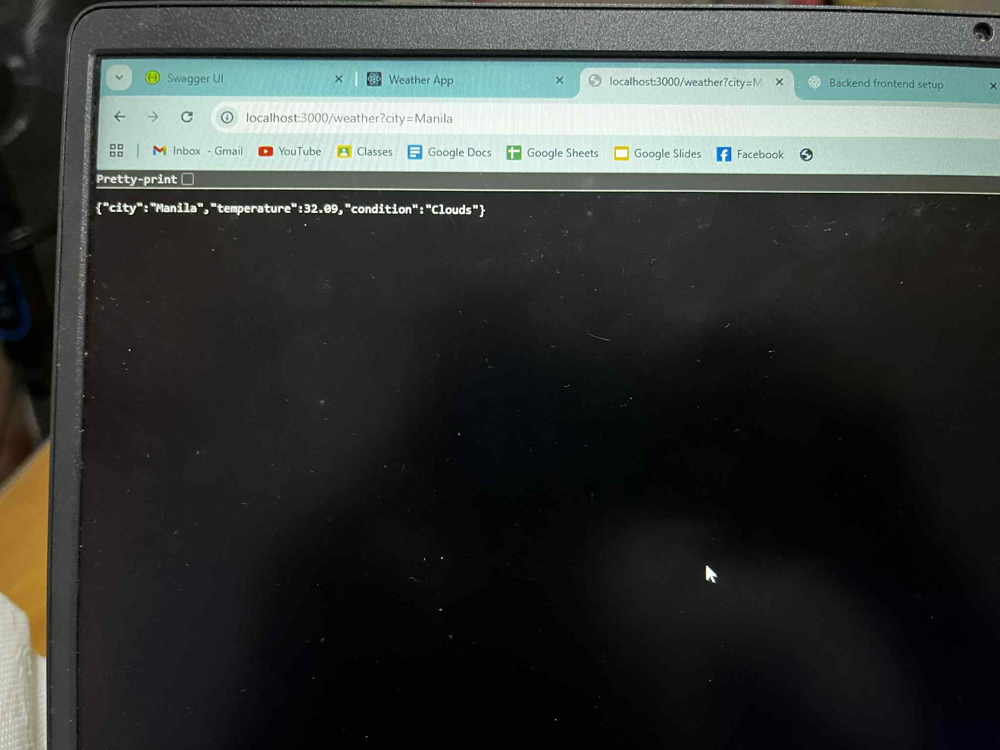 Swagger UI
Weather App
localhost:3000/weather?city=M
Backend frontend setup
localhost:3000/weather?city=Manila
Inbox - Gmail
YouTube
Classes
Google Docs
Google Sheets
Google Slides
Facebook
Pretty-print
{"city":"Manila","temperature":32.09,"condition":"Clouds"}